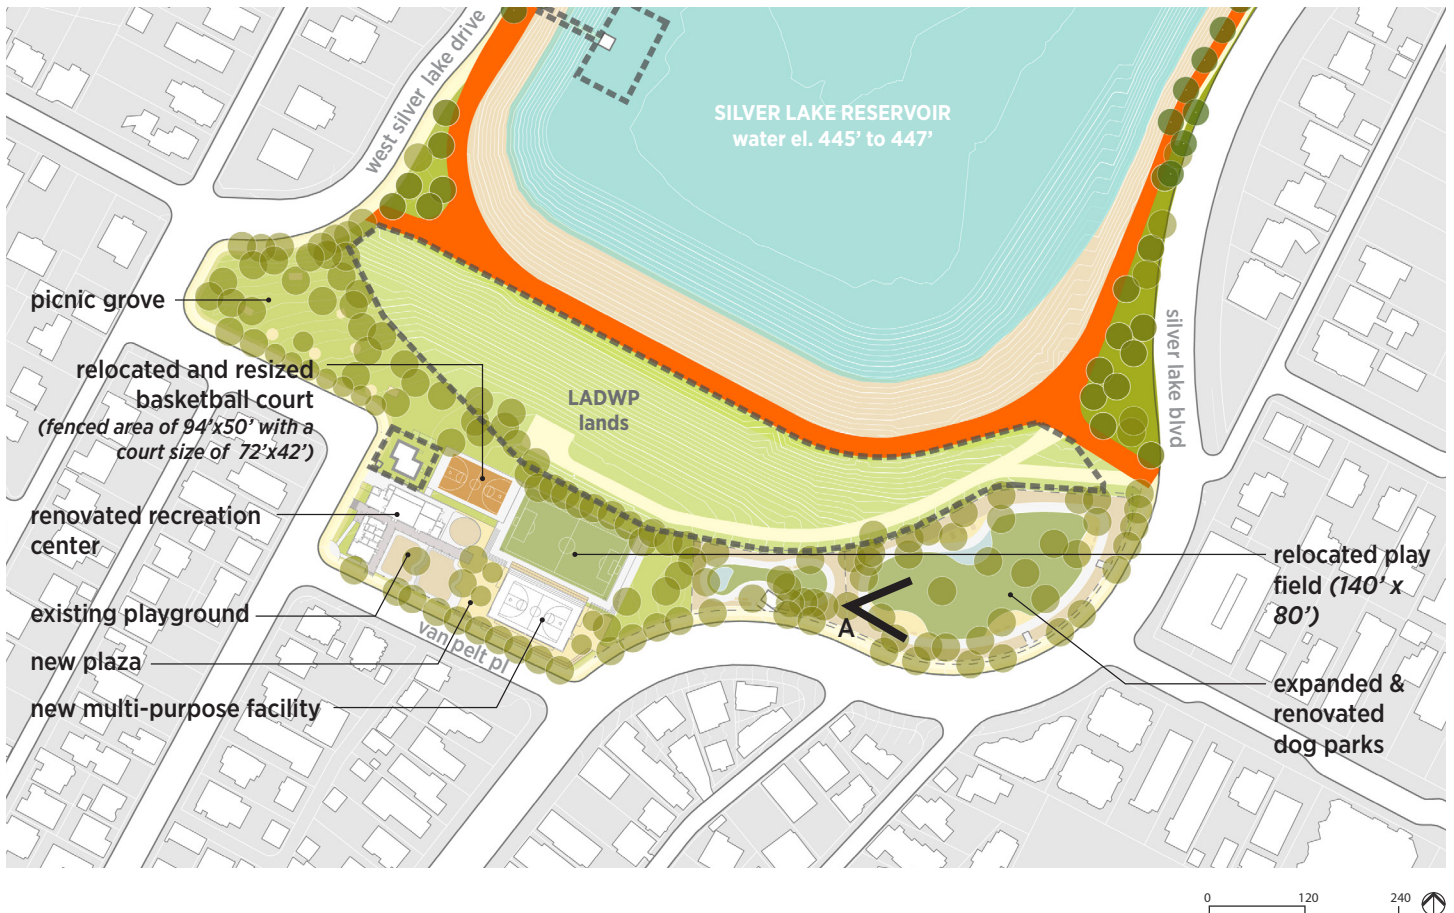 west silver lake drive
SILVER LAKE RESERVOIR
water el. 445’ to 447’
picnic grove
silver lake blvd
relocated and resized
basketball court
(fenced area of 94’x50’ with a
court size of 72’x42’)
LADWP
lands
renovated recreation
center
relocated play
field (140’ x
80’)
existing playground
A
van pelt pl
new plaza
new multi-purpose facility
expanded &
renovated
dog parks
0 120 240